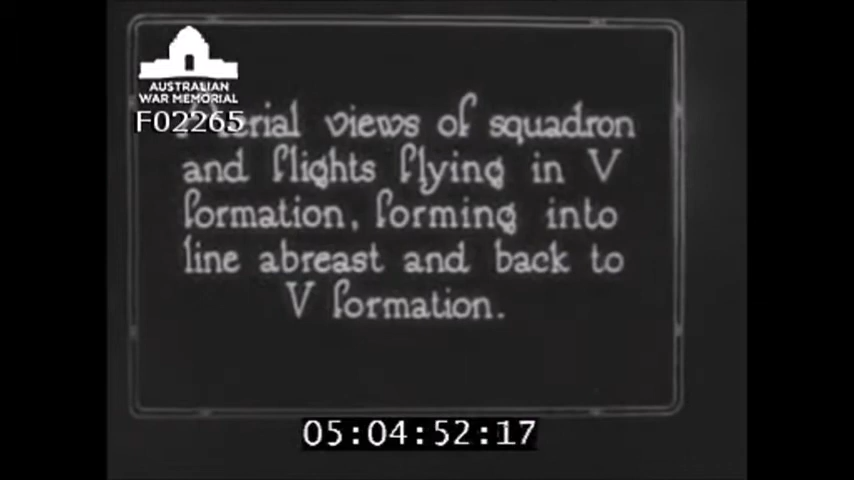 AUSTRALIAN
WAR MEMORIAL
F02265
Aerial views of squadron
and flights flying in V
formation, forming into
line abreast and back to
V formation.
05:04:52:17